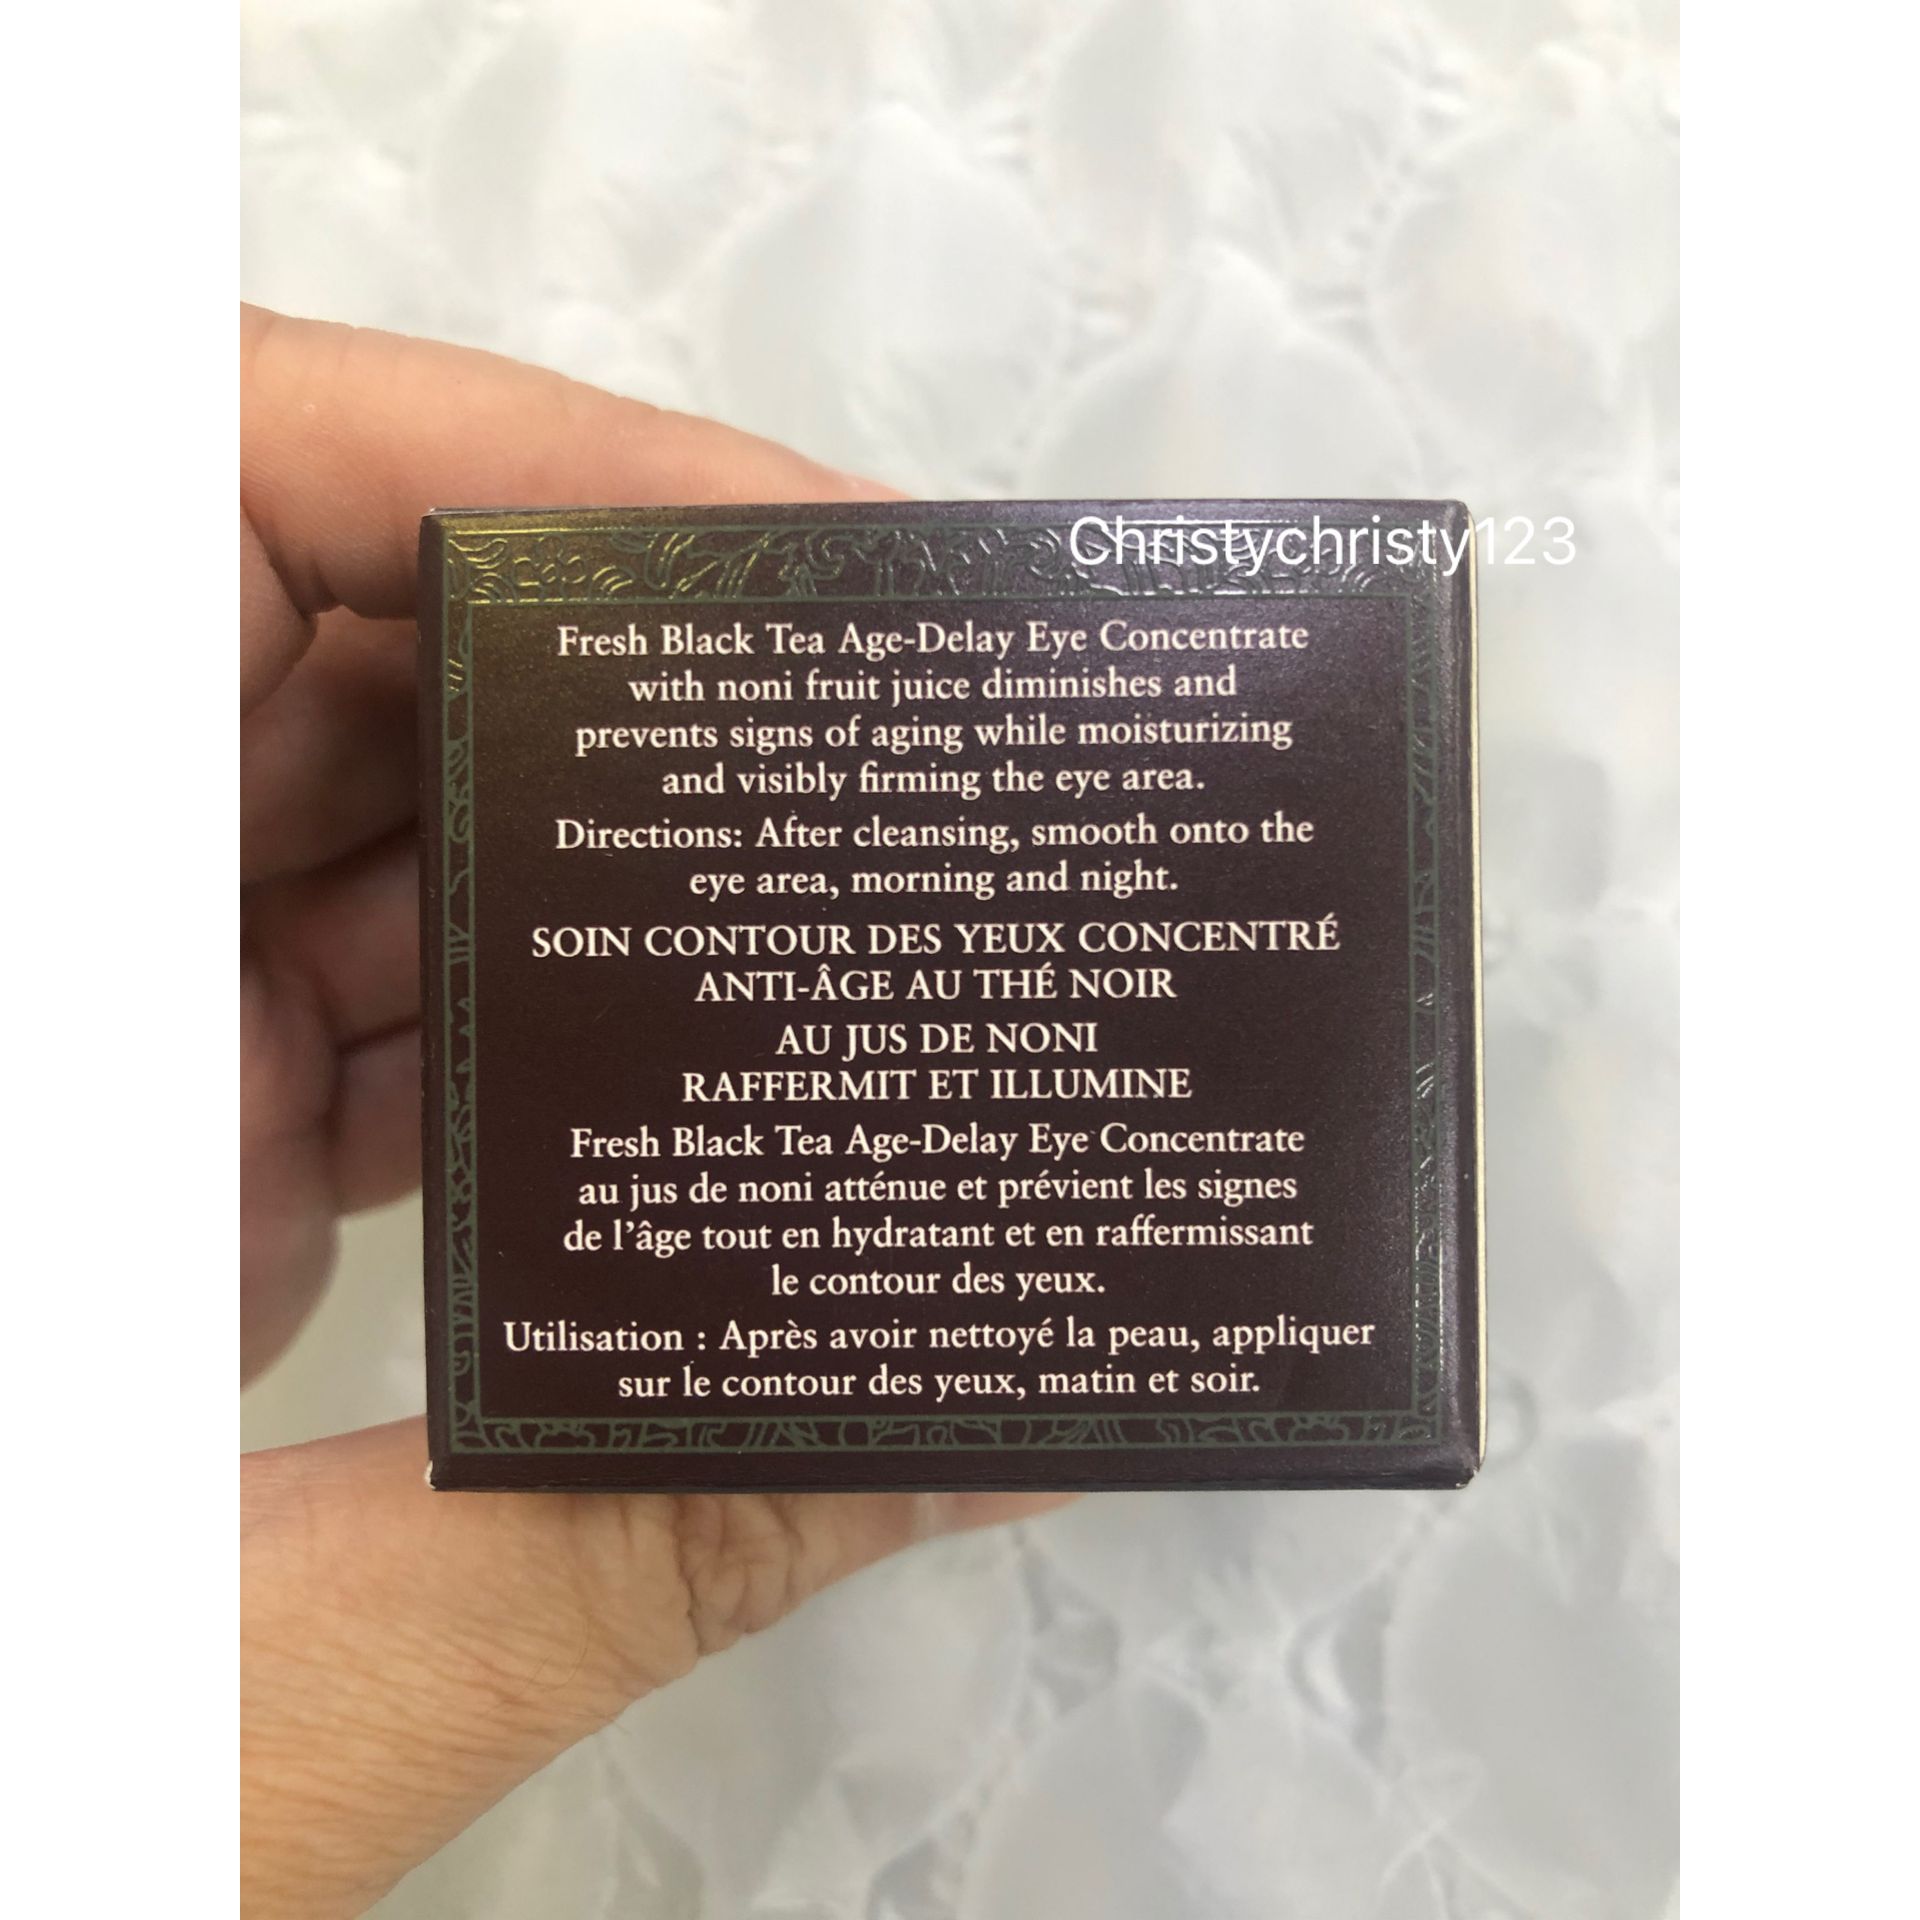 Christychristy123
Fresh Black Tea Age-Delay Eye Concentrate
with noni fruit juice diminishes and
prevents signs of aging while moisturizing
and visibly firming the eye area.
Directions: After cleansing, smooth onto the
eye area, morning and night.
SOIN CONTOUR DES YEUX CONCENTRÉ
ANTI-ÂGE AU THÉ NOIR
AU JUS DE NONI
RAFFERMIT ET ILLUMINE
Fresh Black Tea Age-Delay Eye Concentrate
au jus de noni atténue et prévient les signes
de l’âge tout en hydratant et en raffermissant
le contour des yeux.
Utilisation : Après avoir nettoyé la peau, appliquer
sur le contour des yeux, matin et soir.